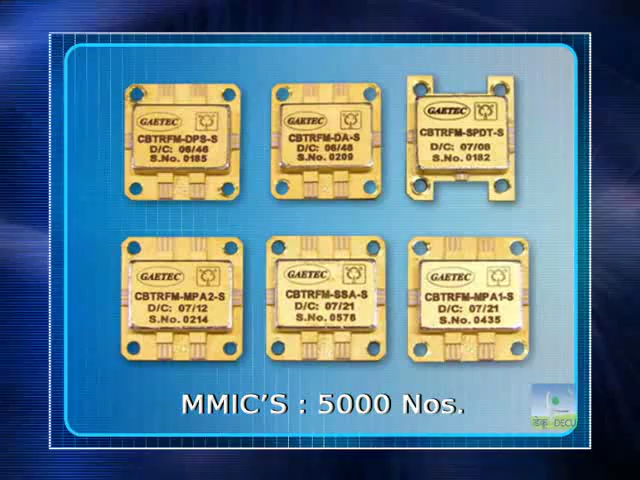 GAETEC
CBTRFM-DPS-S
D/C: 06/46
S.No. 0185
GAETEC
CBTRFM-DA-S
D/C: 06/48
S.No. 0209
GAETEC
CBTRFM-SPDT-S
D/C: 07/08
S.No. 0182
GAETEC
CBTRFM-MPA2-S
D/C: 07/12
S.No. 0214
GAETEC
CBTRFM-SSA-S
D/C: 07/21
S.No. 0576
GAETEC
CBTRFM-MPA1-S
D/C: 07/21
S.No. 0435
MMIC’S : 5000 Nos.
DECU